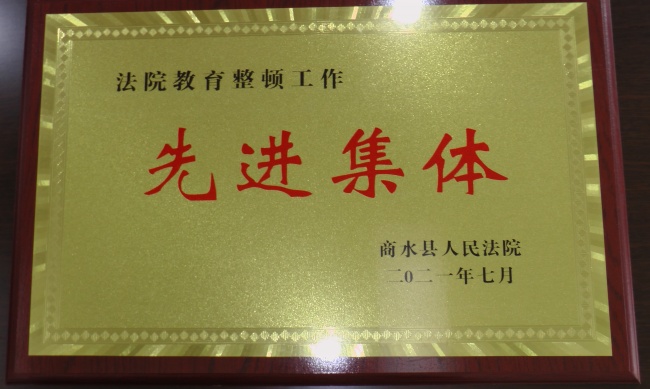 法院教育整顿工作
先进集体
商水县人民法院
二0二一年七月